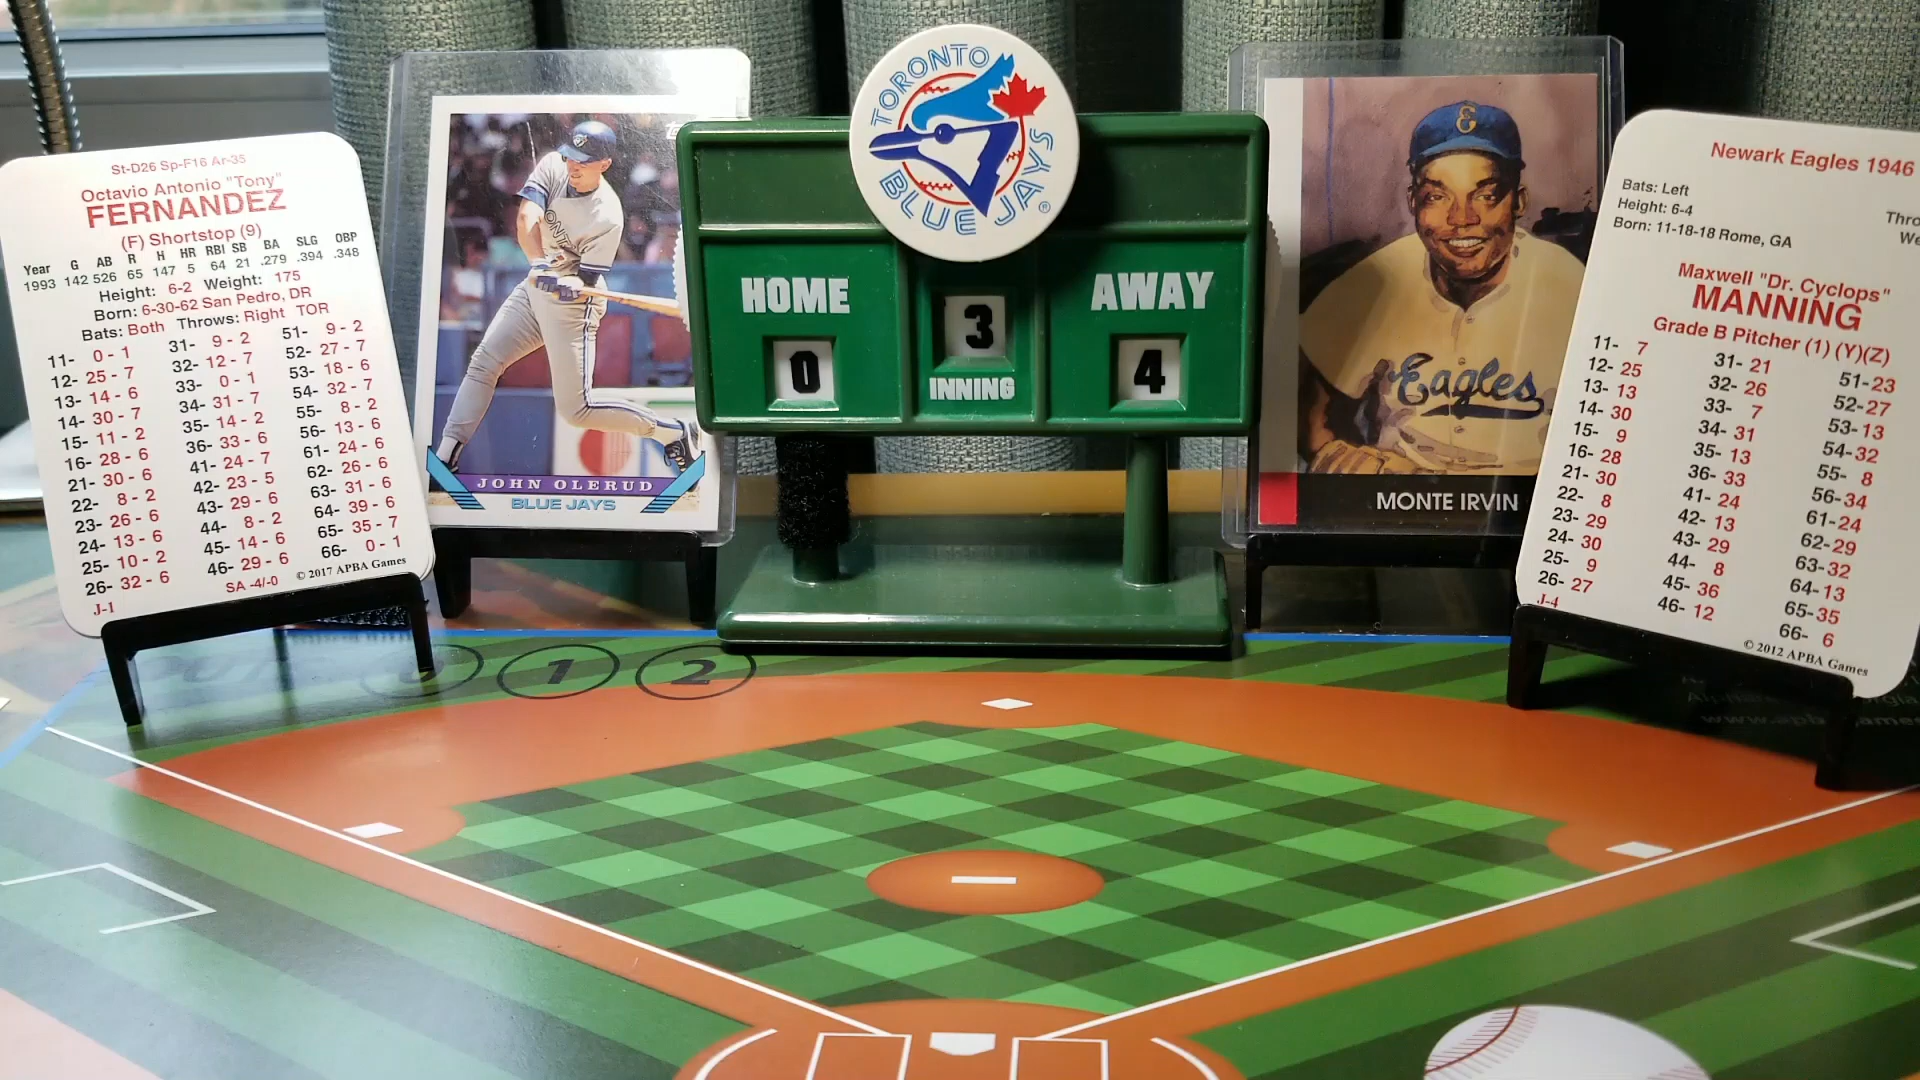 St-D26 Sp-F16 Ar-35
Octavio Antonio "Tony"
FERNANDEZ
(F) Shortstop (9)
Year G AB R H HR RBI SB BA SLG OBP
1993 142 526 65 147 5 64 21 .279 .394 .348
Height: 6-2 Weight: 175
Born: 6-30-62 San Pedro, DR
Bats: Both Throws: Right TOR
11- 0 - 1 31- 9 - 2 51- 9 - 2
12- 25 - 7 32- 12 - 7 52- 27 - 7
13- 14 - 6 33- 0 - 1 53- 18 - 6
14- 30 - 7 34- 31 - 7 54- 32 - 7
15- 11 - 2 35- 14 - 2 55- 8 - 2
16- 28 - 6 36- 33 - 6 56- 13 - 6
21- 30 - 6 41- 24 - 7 61- 24 - 6
22- 8 - 2 42- 23 - 5 62- 26 - 6
23- 26 - 6 43- 29 - 6 63- 31 - 6
24- 13 - 6 44- 8 - 2 64- 39 - 6
25- 10 - 2 45- 14 - 6 65- 35 - 7
26- 32 - 6 46- 29 - 6 66- 0 - 1
J-1 SA -4/-0 © 2017 APBA Games
JOHN OLERUD
BLUE JAYS
TORONTO
BLUE JAYS ®
HOME
0
3
INNING
AWAY
4
E
Eagles
MONTE IRVIN
Newark Eagles 1946
Bats: Left
Height: 6-4
Born: 11-18-18 Rome, GA
Maxwell "Dr. Cyclops"
MANNING
Grade B Pitcher (1) (Y)(Z)
11- 7 31- 21 51- 23
12- 25 32- 26 52- 27
13- 13 33- 7 53- 13
14- 30 34- 31 54- 32
15- 9 35- 13 55- 8
16- 28 36- 33 56- 34
21- 30 41- 24 61- 24
22- 8 42- 13 62- 29
23- 29 43- 29 63- 32
24- 30 44- 8 64- 13
25- 9 45- 36 65- 35
26- 27 46- 12 66- 6
J-4 © 2012 APBA Games
1 2